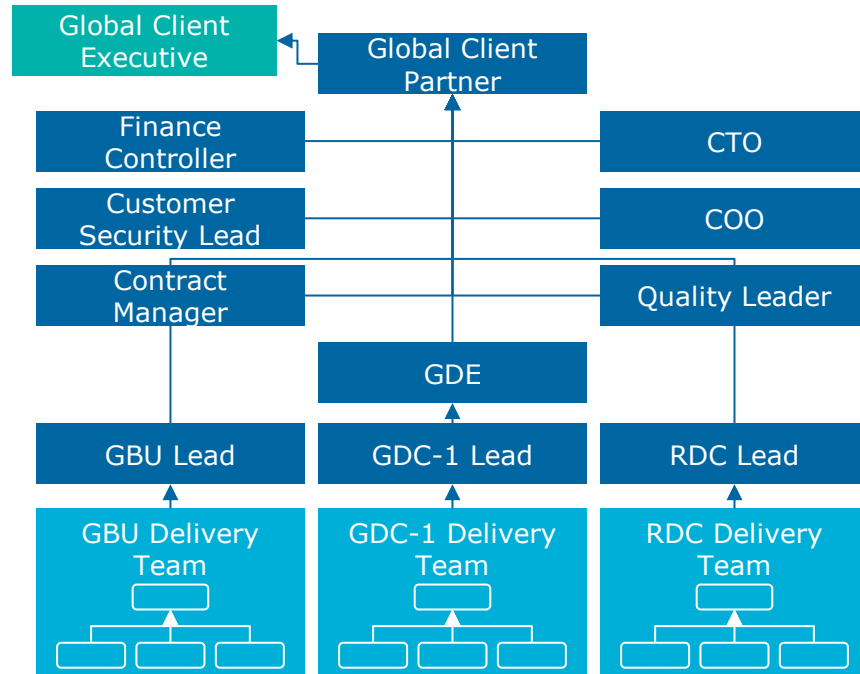 Global Client
Executive
Global Client
Partner
Finance
Controller
CTO
Customer
Security Lead
COO
Contract
Manager
Quality Leader
GDE
GBU Lead
GDC-1 Lead
RDC Lead
GBU Delivery
Team
GDC-1 Delivery
Team
RDC Delivery
Team